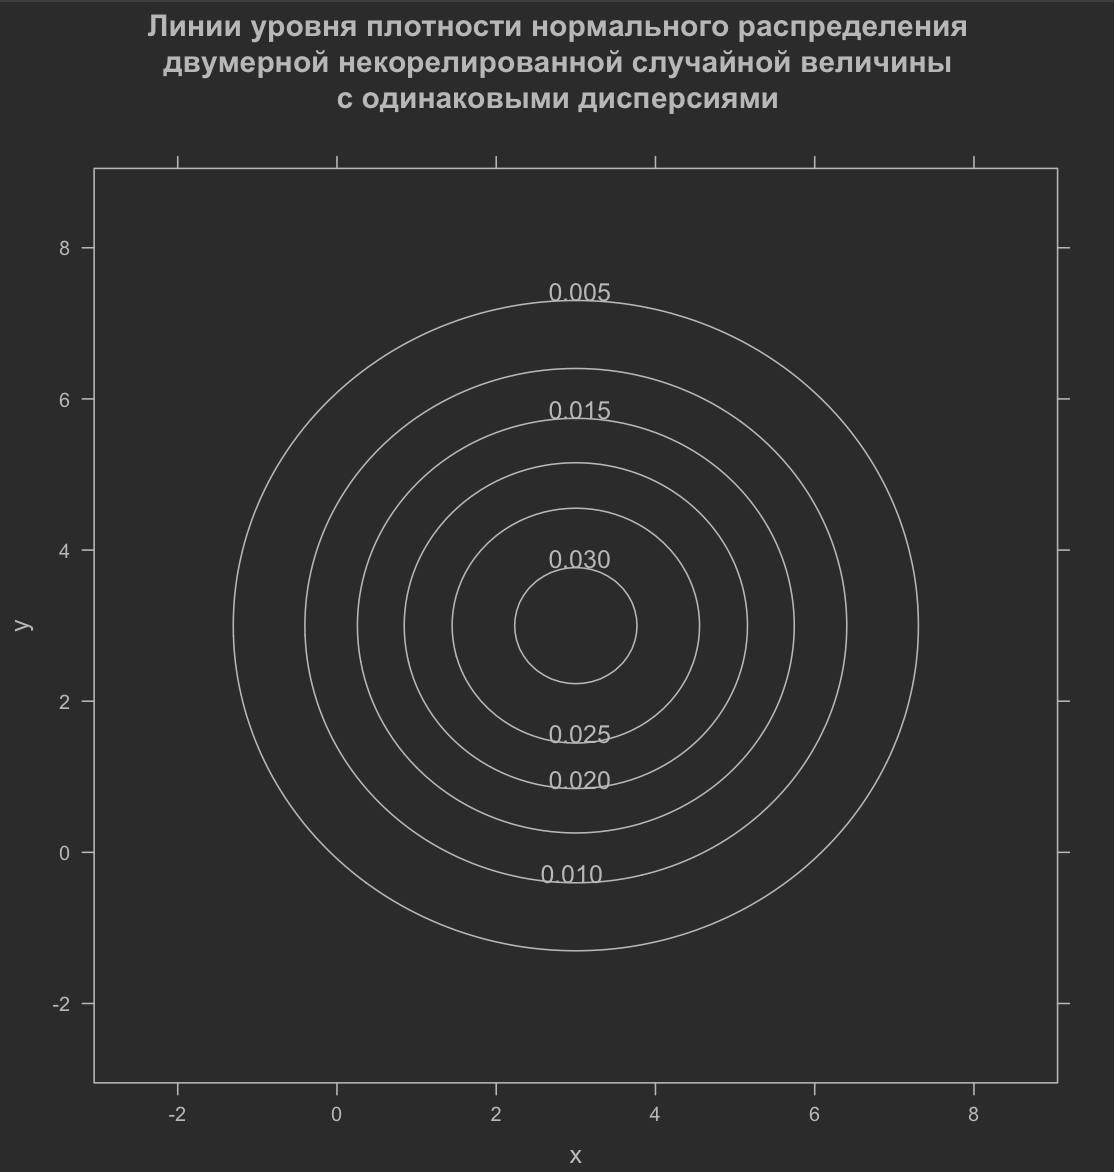 Линии уровня плотности нормального распределения
двумерной некорелированной случайной величины
с одинаковыми дисперсиями
8
6
4
2
0
-2
y
0.005
0.015
0.030
0.025
0.020
0.010
-2 0 2 4 6 8
x